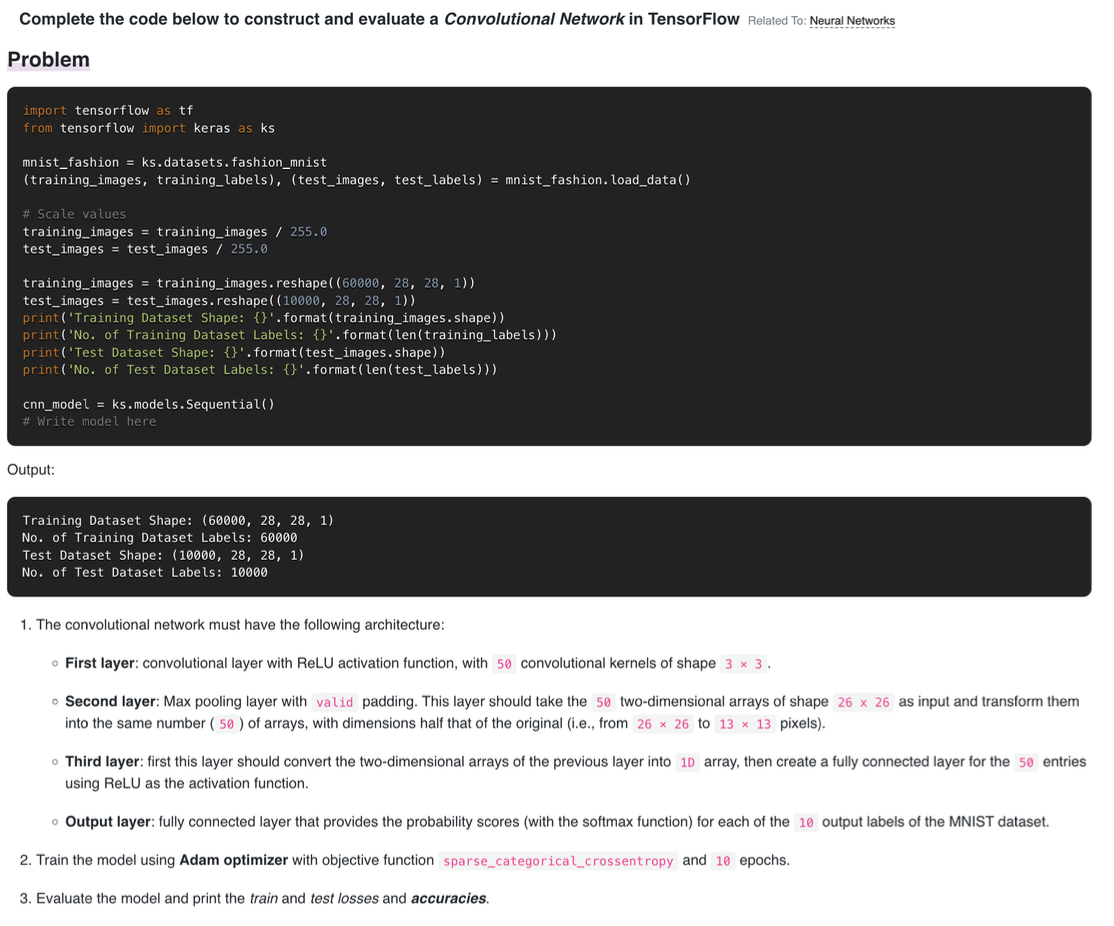 Complete the code below to construct and evaluate a Convolutional Network in TensorFlow Related To: Neural Networks
Problem
import tensorflow as tf
from tensorflow import keras as ks
mnist_fashion = ks.datasets.fashion_mnist
(training_images, training_labels), (test_images, test_labels) = mnist_fashion.load_data()
# Scale values
training_images = training_images / 255.0
test_images = test_images / 255.0
training_images = training_images.reshape((60000, 28, 28, 1))
test_images = test_images.reshape((10000, 28, 28, 1))
print('Training Dataset Shape: {}'.format(training_images.shape))
print('No. of Training Dataset Labels: {}'.format(len(training_labels)))
print('Test Dataset Shape: {}'.format(test_images.shape))
print('No. of Test Dataset Labels: {}'.format(len(test_labels)))
cnn_model = ks.models.Sequential()
# Write model here
Output:
Training Dataset Shape: (60000, 28, 28, 1)
No. of Training Dataset Labels: 60000
Test Dataset Shape: (10000, 28, 28, 1)
No. of Test Dataset Labels: 10000
1. The convolutional network must have the following architecture:
○ First layer: convolutional layer with ReLU activation function, with 50 convolutional kernels of shape 3 × 3 .
○ Second layer: Max pooling layer with valid padding. This layer should take the 50 two-dimensional arrays of shape 26 x 26 as input and transform them
into the same number ( 50 ) of arrays, with dimensions half that of the original (i.e., from 26 × 26 to 13 × 13 pixels).
○ Third layer: first this layer should convert the two-dimensional arrays of the previous layer into 1D array, then create a fully connected layer for the 50 entries
using ReLU as the activation function.
○ Output layer: fully connected layer that provides the probability scores (with the softmax function) for each of the 10 output labels of the MNIST dataset.
2. Train the model using Adam optimizer with objective function sparse_categorical_crossentropy and 10 epochs.
3. Evaluate the model and print the train and test losses and accuracies.